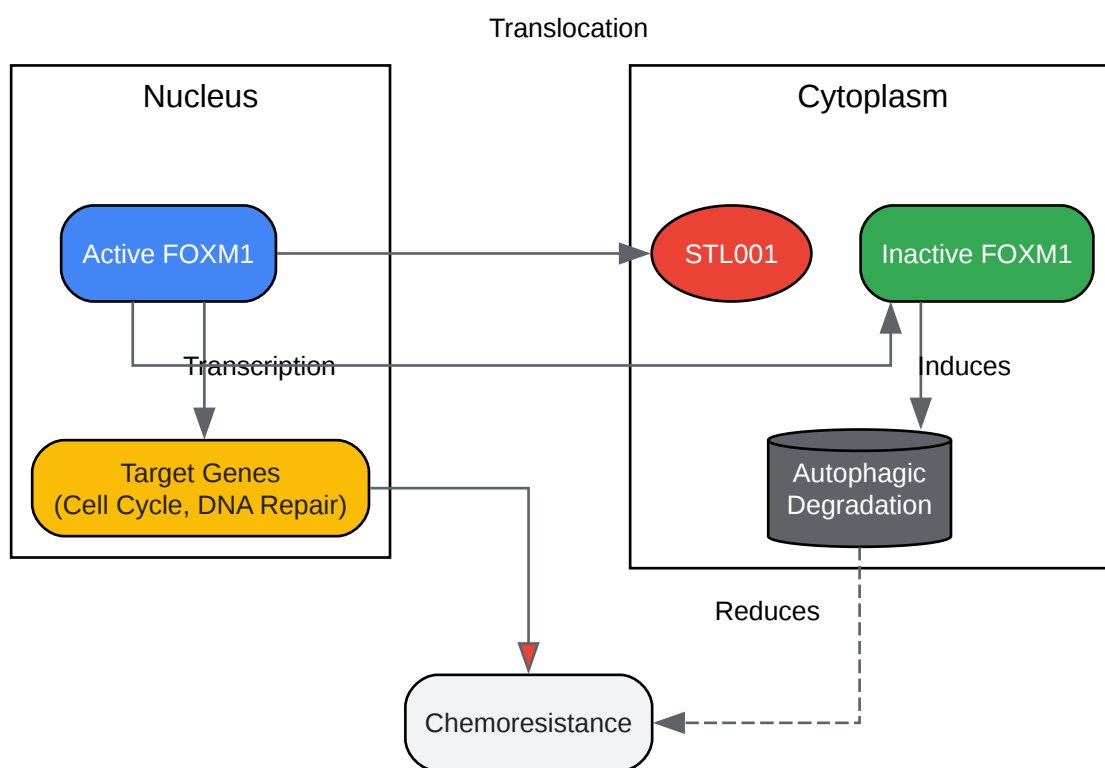 Translocation
Nucleus
Cytoplasm
Active FOXM1
STL001
Inactive FOXM1
Transcription
Induces
Target Genes
(Cell Cycle, DNA Repair)
Autophagic
Degradation
Reduces
Chemoresistance